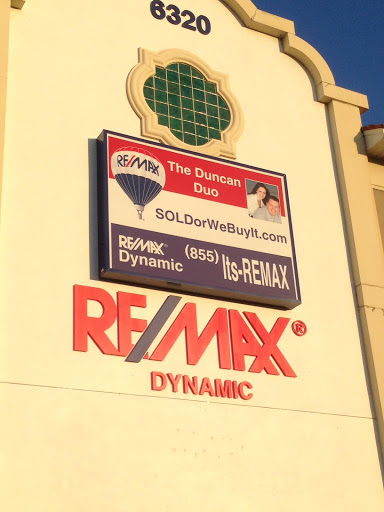 6320
RE/MAX
The Duncan
Duo
SOLDorWeBuyIt.com
RE/MAX
Dynamic
(855) Its-REMAX
RE/MAX®
DYNAMIC